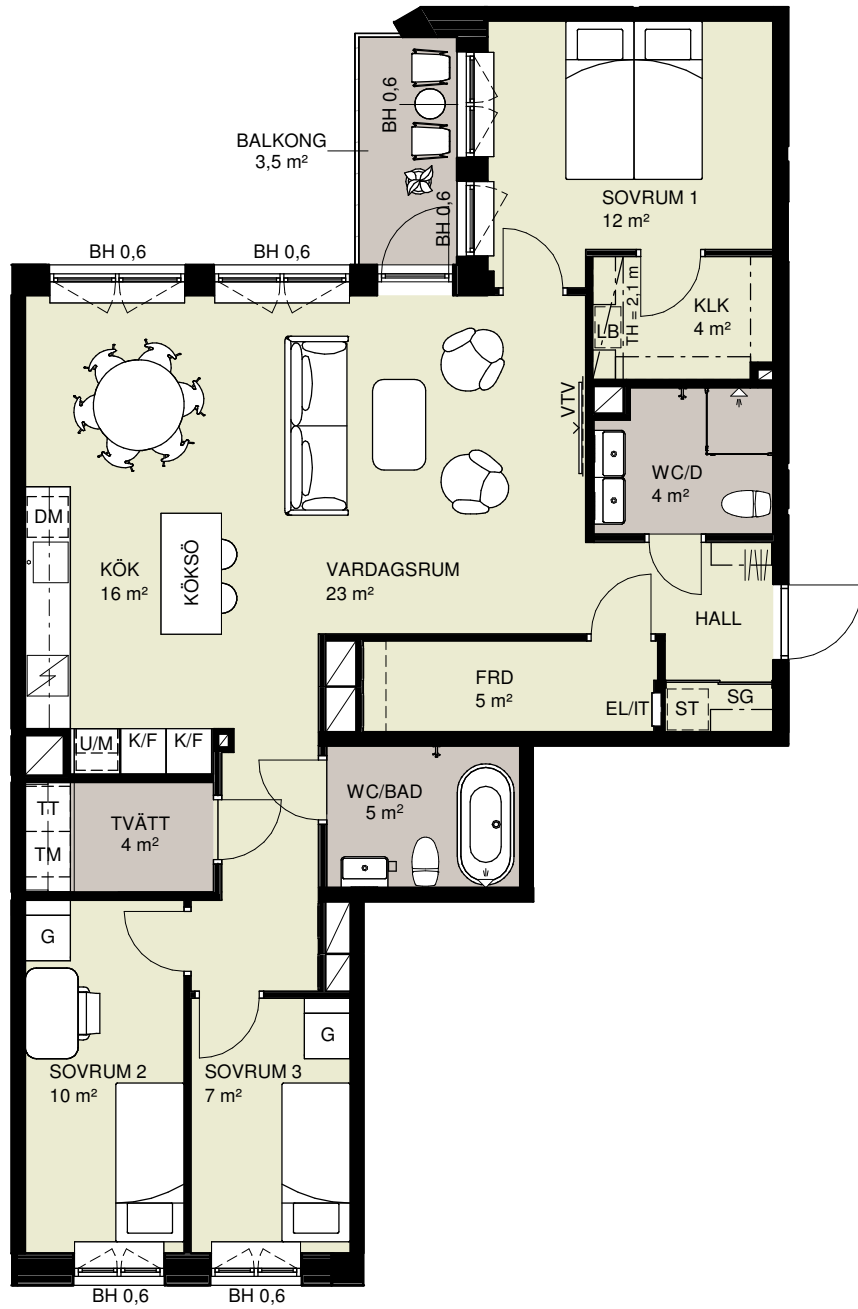 BH 0,6
BALKONG
3,5 m²
BH 0,6
SOVRUM 1
12 m²
BH 0,6
BH 0,6
TH = 2,1 m
LB
KLK
4 m²
VTV
WC/D
4 m²
DM
KÖK
16 m²
KÖKSÖ
VARDAGSRUM
23 m²
HALL
FRD
5 m²
EL/IT
ST
SG
U/M
K/F
K/F
WC/BAD
5 m²
TT
TM
TVÄTT
4 m²
G
G
SOVRUM 2
10 m²
SOVRUM 3
7 m²
BH 0,6
BH 0,6